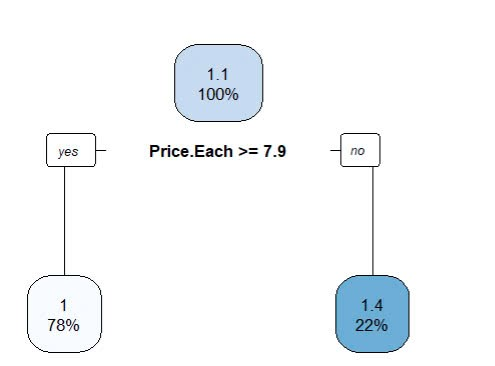 1.1
100%
yes
Price.Each >= 7.9
no
1
78%
1.4
22%